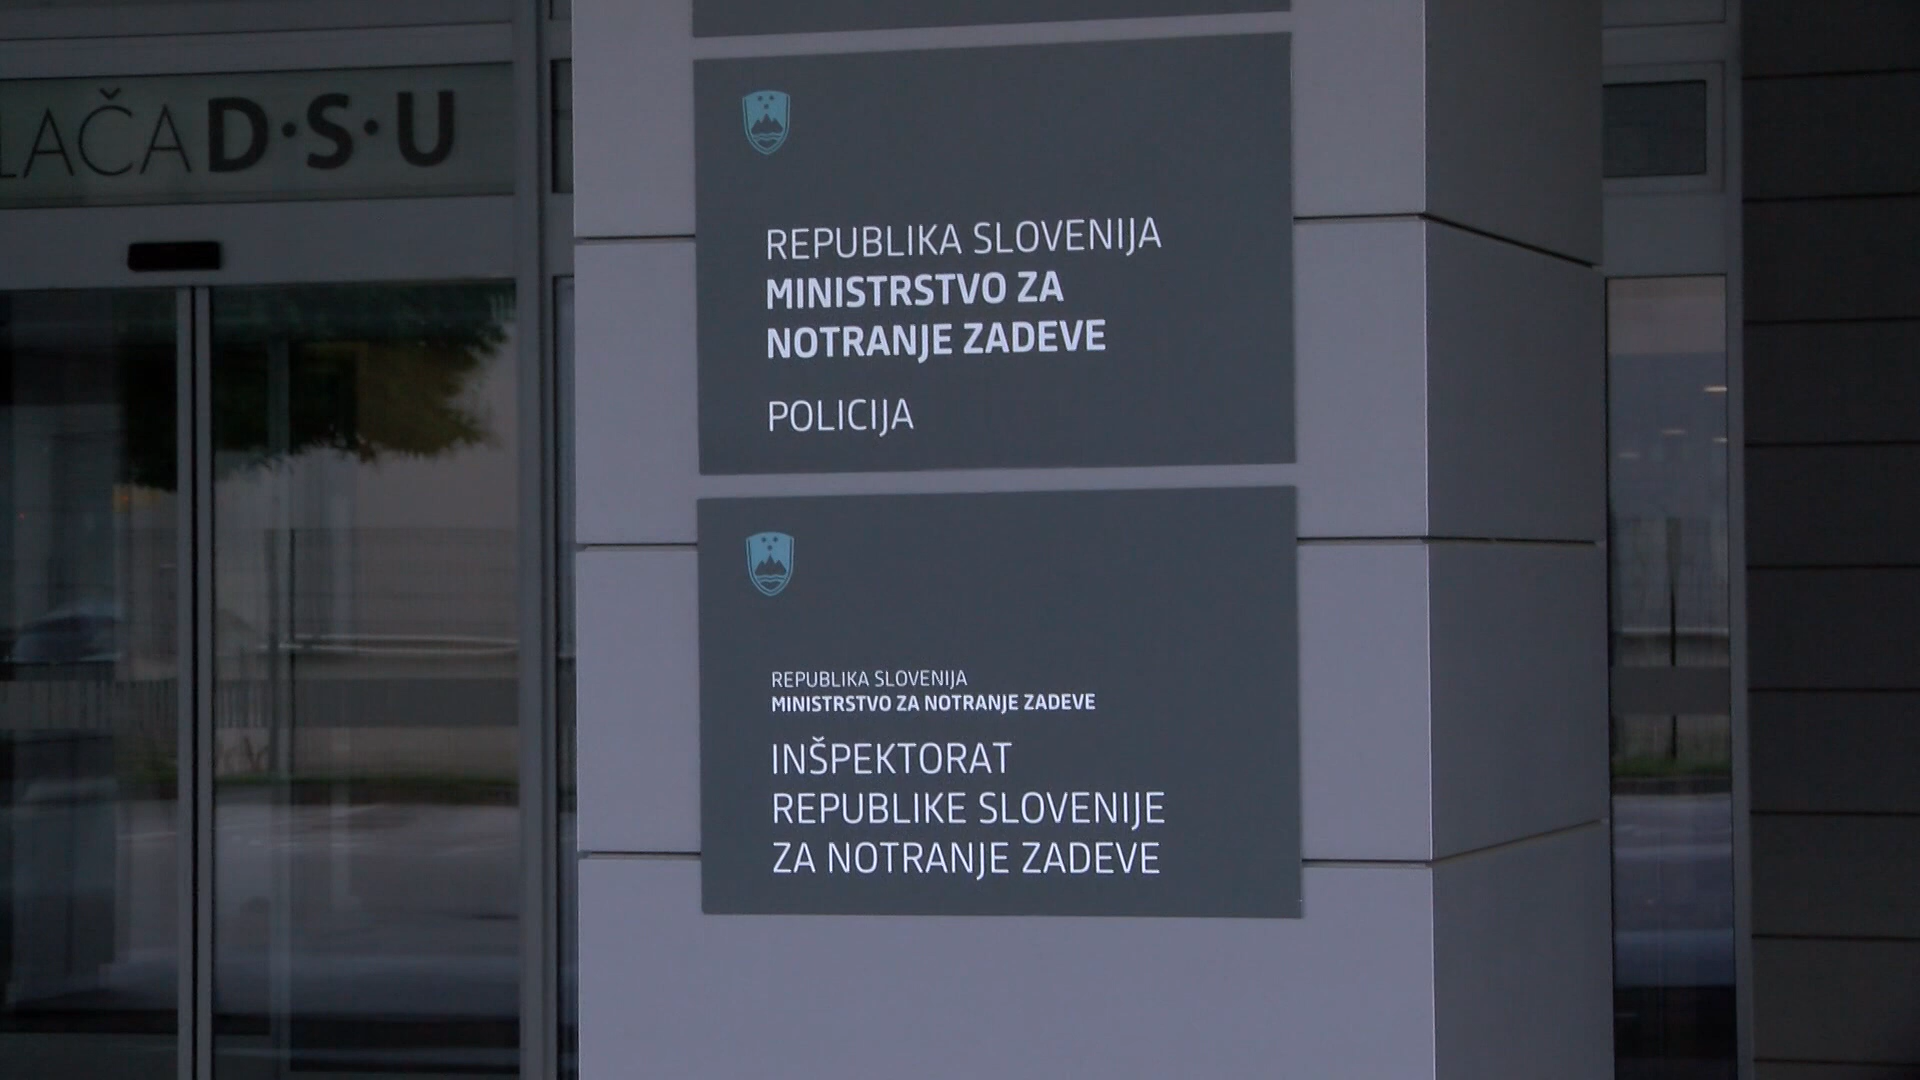 D·S·U
REPUBLIKA SLOVENIJA
MINISTRSTVO ZA
NOTRANJE ZADEVE
POLICIJA
REPUBLIKA SLOVENIJA
MINISTRSTVO ZA NOTRANJE ZADEVE
INŠPEKTORAT
REPUBLIKE SLOVENIJE
ZA NOTRANJE ZADEVE